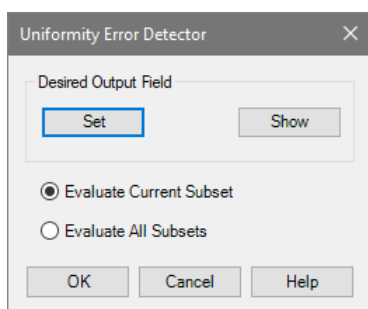 Uniformity Error Detector
Desired Output Field
Set Show
Evaluate Current Subset
Evaluate All Subsets
OK Cancel Help